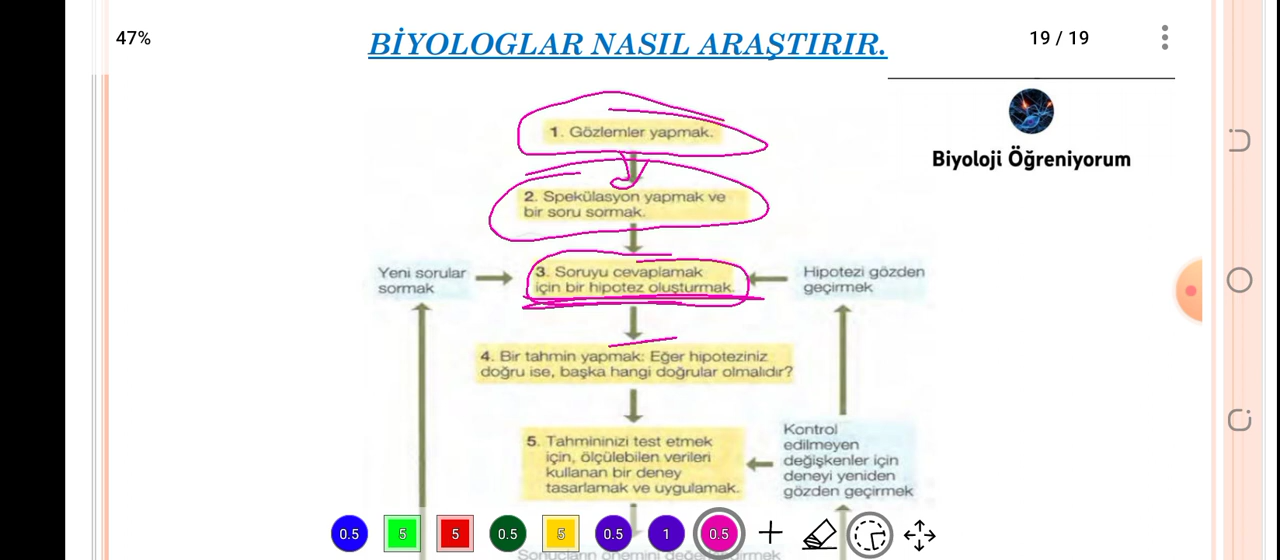 47%
BİYOLOGLAR NASIL ARAŞTIRIR.
19 / 19
Biyoloji Öğreniyorum
1. Gözlemler yapmak.
2. Spekülasyon yapmak ve
bir soru sormak.
Yeni sorular
sormak
3. Soruyu cevaplamak
için bir hipotez oluşturmak.
Hipotezi gözden
geçirmek
4. Bir tahmin yapmak: Eğer hipoteziniz
doğru ise, başka hangi doğrular olmalıdır?
5. Tahmininizi test etmek
için, ölçülebilen verileri
kullanan bir deney
tasarlamak ve uygulamak.
Kontrol
edilmeyen
değişkenler için
deneyi yeniden
gözden geçirmek
0.5 5 5 0.5 5 0.5 1 0.5
Sonuçların önemini